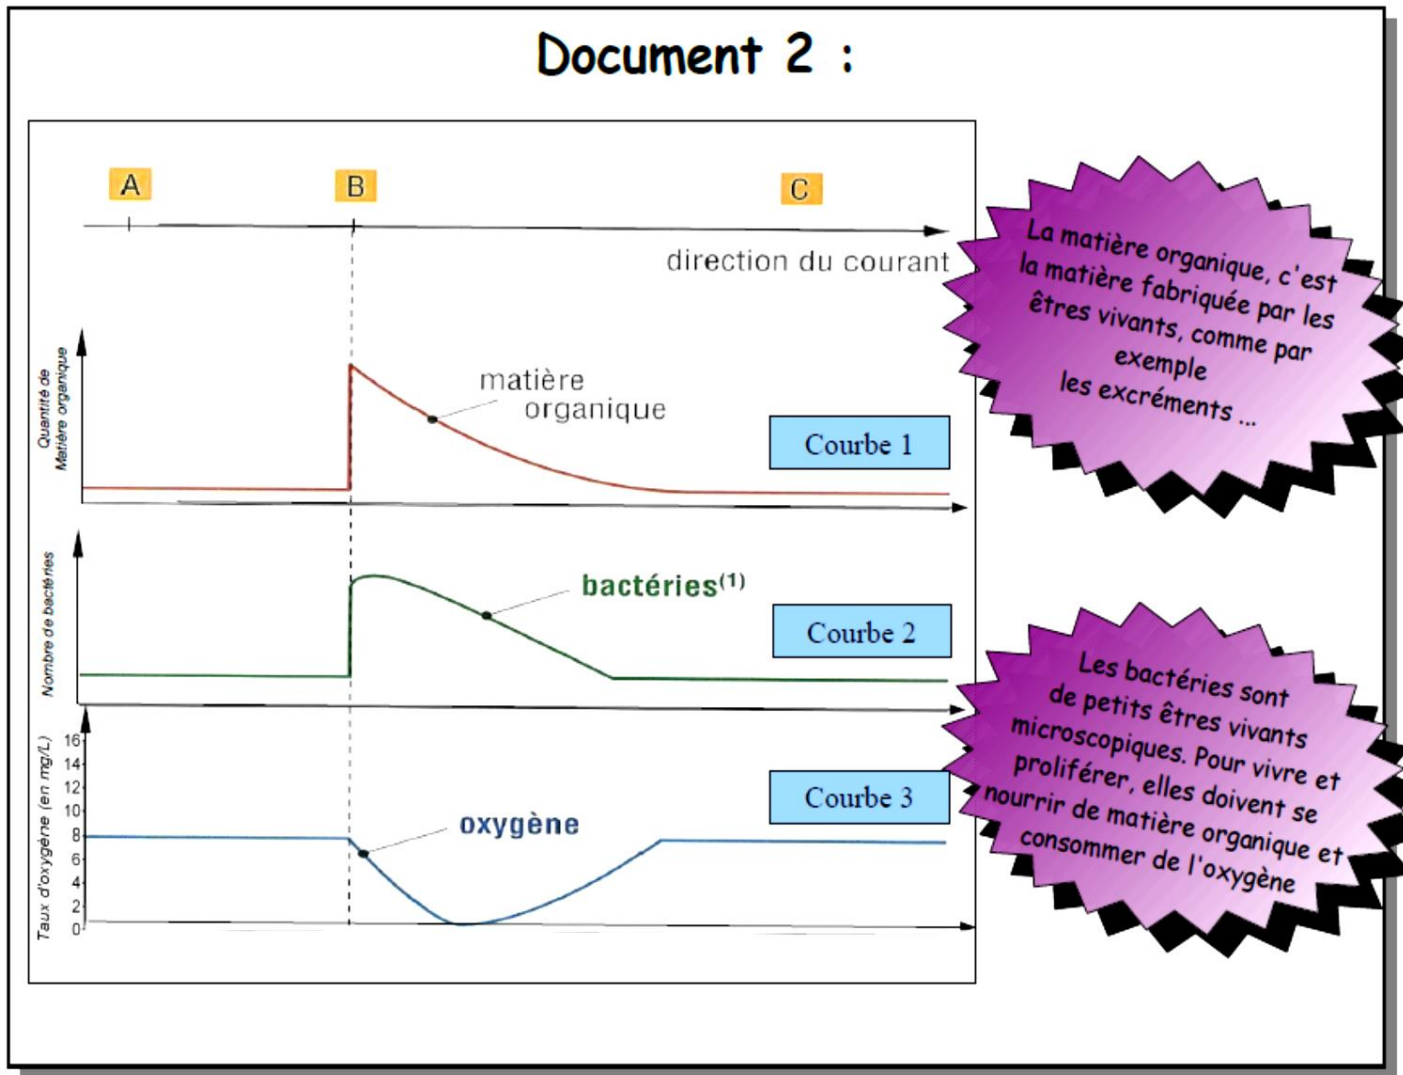 Document 2 :
A
B
C
direction du courant
Quantité de
Matière organique
matière
organique
Courbe 1
Nombre de bactéries
bactéries(1)
Courbe 2
Taux d'oxygène (en mg/L)
16
14
12
10
8
6
4
2
0
oxygène
Courbe 3
La matière organique, c'est
la matière fabriquée par les
êtres vivants, comme par
exemple
les excréments ...
Les bactéries sont
de petits êtres vivants
microscopiques. Pour vivre et
proliférer, elles doivent se
nourrir de matière organique et
consommer de l'oxygène